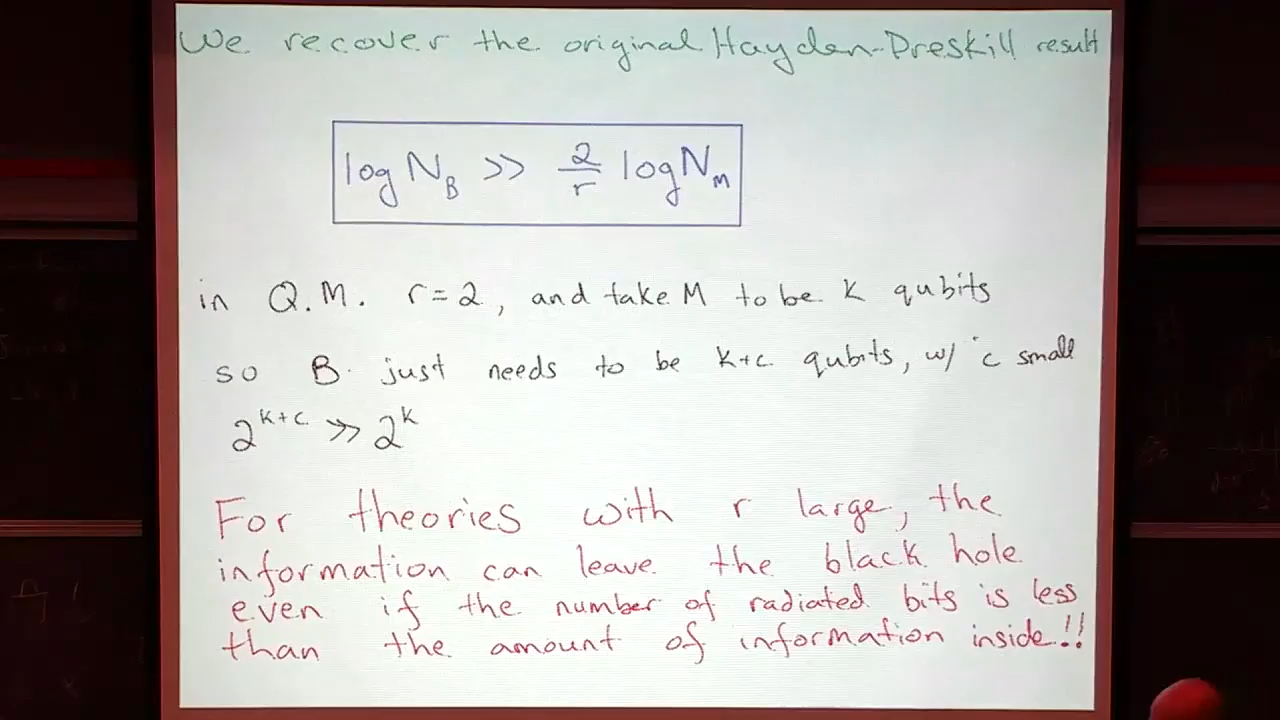 We recover the original Hayden-Preskill result
log N_B >> 2/r log N_M
in Q.M. r=2, and take M to be K qubits
so B just needs to be K+c qubits, w/ c small
2^{K+c} >> 2^K
For theories with r large, the
information can leave the black hole
even if the number of radiated bits is less
than the amount of information inside!!